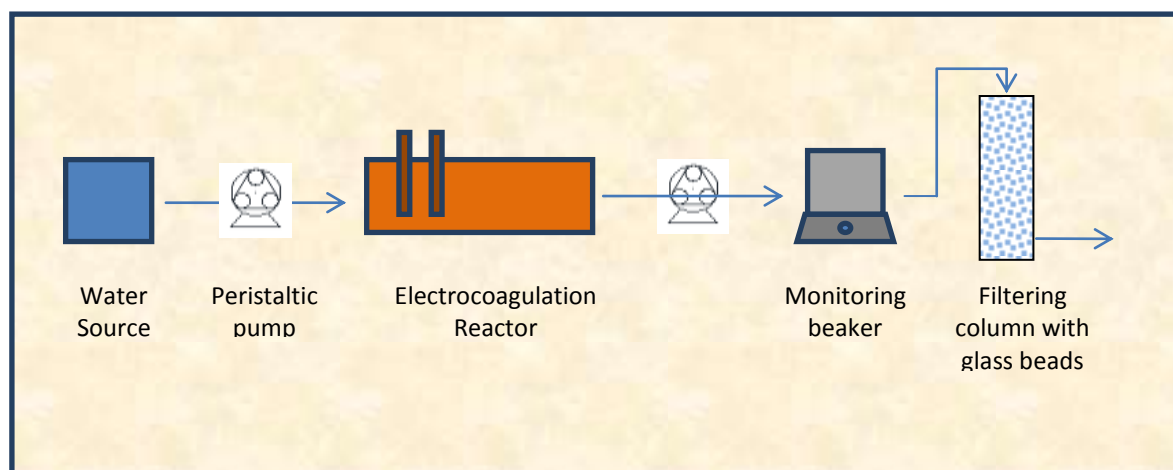 Water
Source
Peristaltic
pump
Electrocoagulation
Reactor
Monitoring
beaker
Filtering
column with
glass beads